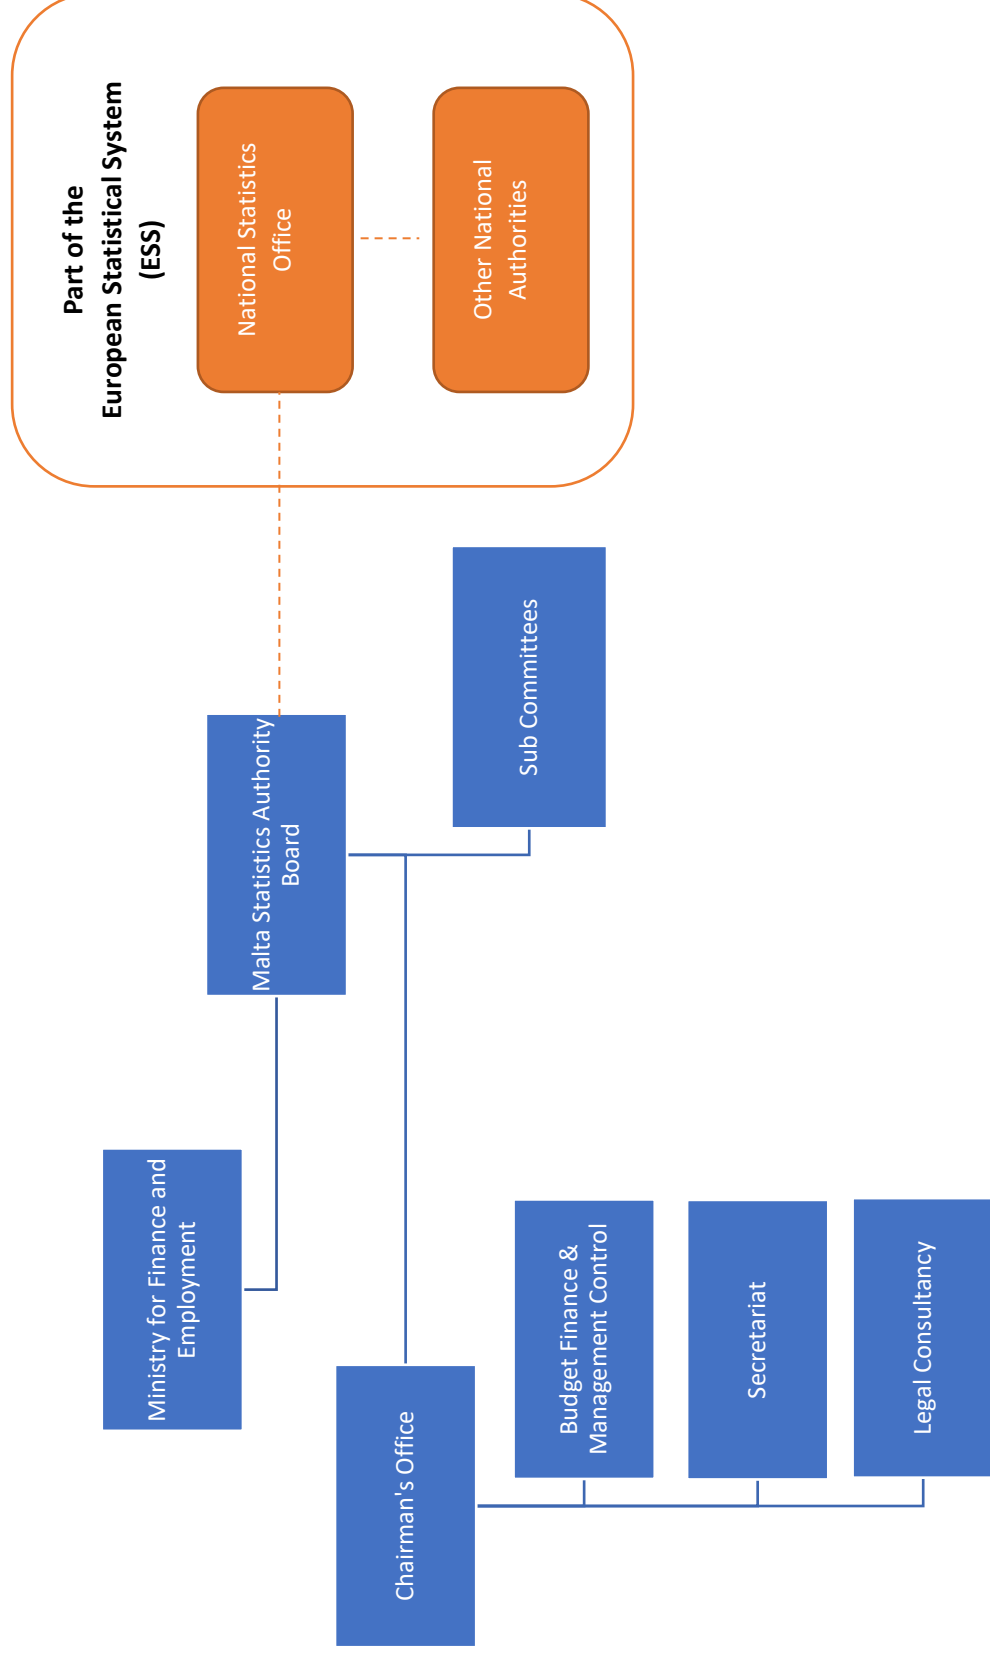 Part of the
European Statistical System
(ESS)
Ministry for Finance and
Employment
Malta Statistics Authority
Board
National Statistics
Office
Chairman's Office
Sub Committees
Other National
Authorities
Budget Finance &
Management Control
Secretariat
Legal Consultancy